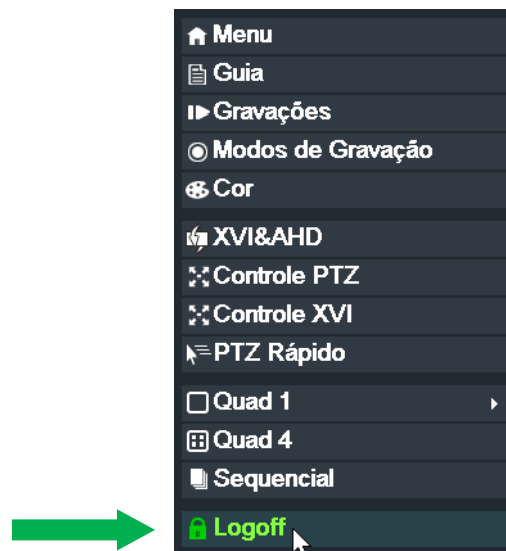 Menu
Guia
Gravações
Modos de Gravação
Cor
XVI&AHD
Controle PTZ
Controle XVI
PTZ Rápido
Quad 1
Quad 4
Sequencial
Logoff